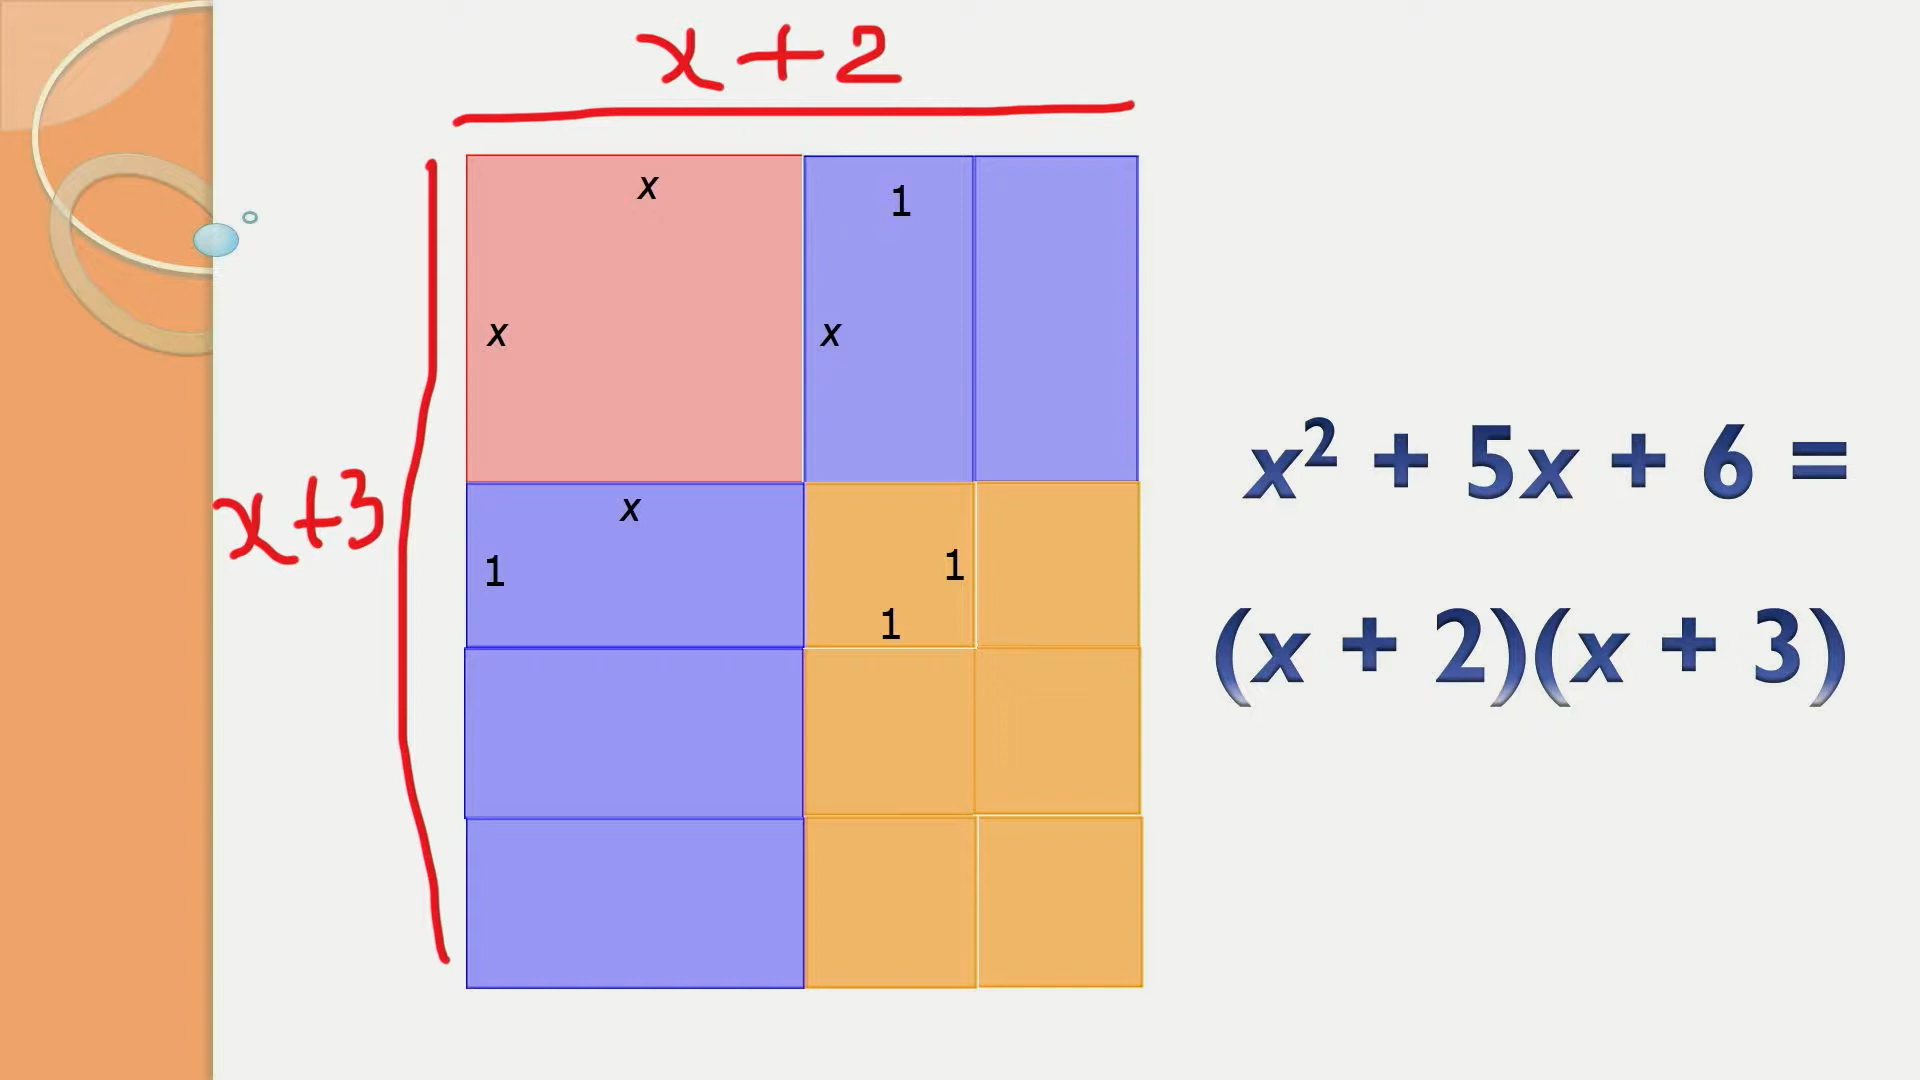 x+2
x
1
x
x
x+3
x
1
1
1
x² + 5x + 6 =
(x + 2)(x + 3)